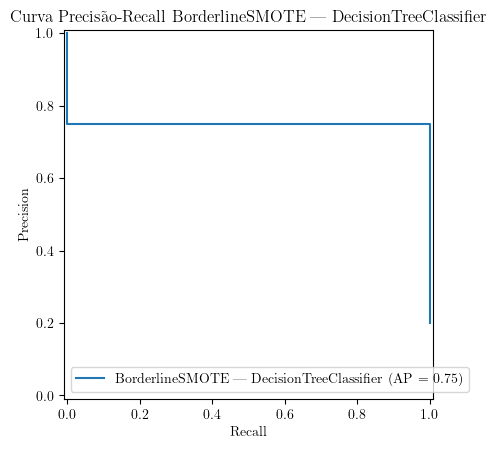 Curva Precisão-Recall BorderlineSMOTE — DecisionTreeClassifier
1.0
0.8
0.6
0.4
0.2
0.0
Precision
BorderlineSMOTE — DecisionTreeClassifier (AP = 0.75)
0.0 0.2 0.4 0.6 0.8 1.0
Recall